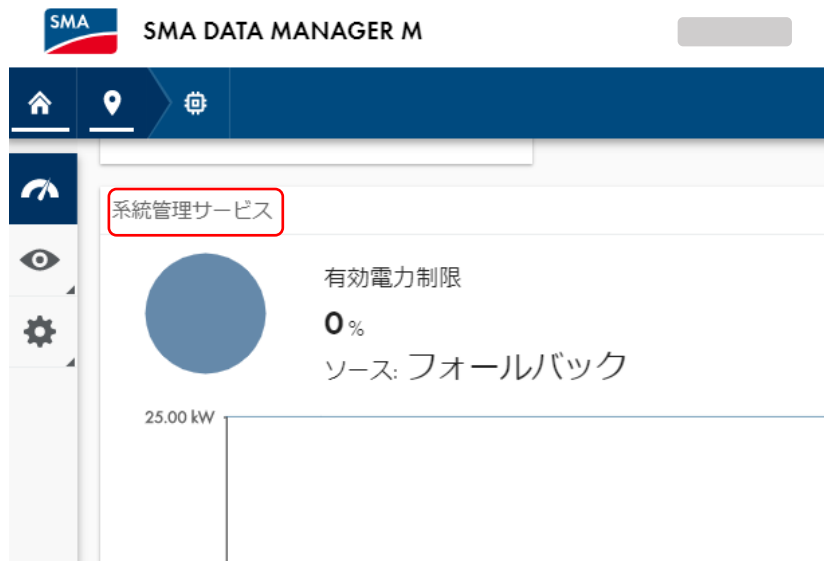 SMA
SMA DATA MANAGER M
系統管理サービス
有効電力制限
0 %
ソース: フォールバック
25.00 kW